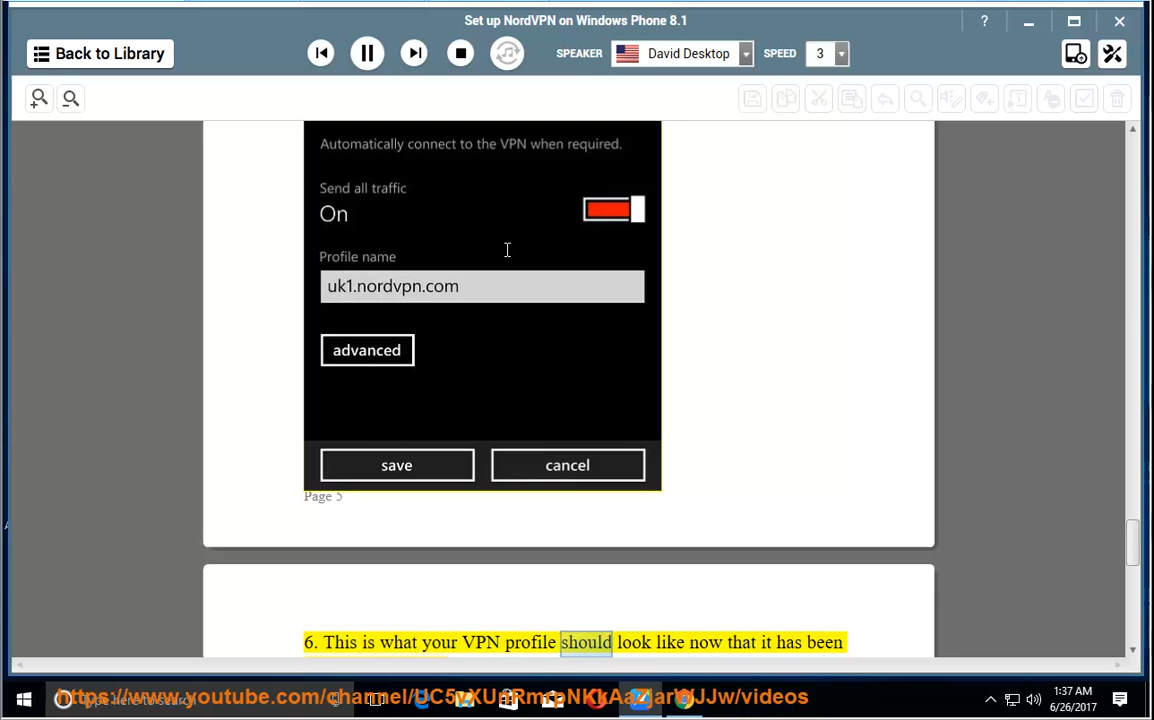 Set up NordVPN on Windows Phone 8.1
?
Back to Library
SPEAKER
David Desktop
SPEED
3
Automatically connect to the VPN when required.
Send all traffic
On
Profile name
uk1.nordvpn.com
advanced
save
cancel
Page 5
6. This is what your VPN profile should look like now that it has been
1:37 AM
6/26/2017